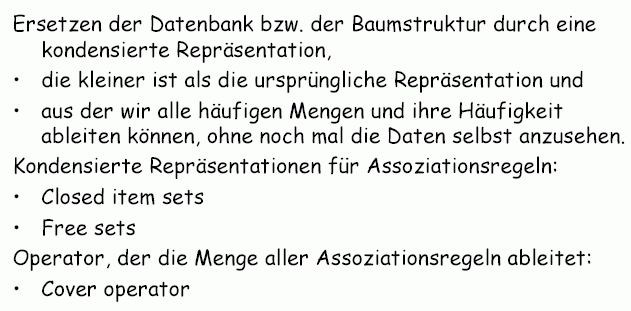 Ersetzen der Datenbank bzw. der Baumstruktur durch eine
kondensierte Repräsentation,
• die kleiner ist als die ursprüngliche Repräsentation und
• aus der wir alle häufigen Mengen und ihre Häufigkeit
ableiten können, ohne noch mal die Daten selbst anzusehen.
Kondensierte Repräsentationen für Assoziationsregeln:
• Closed item sets
• Free sets
Operator, der die Menge aller Assoziationsregeln ableitet:
• Cover operator